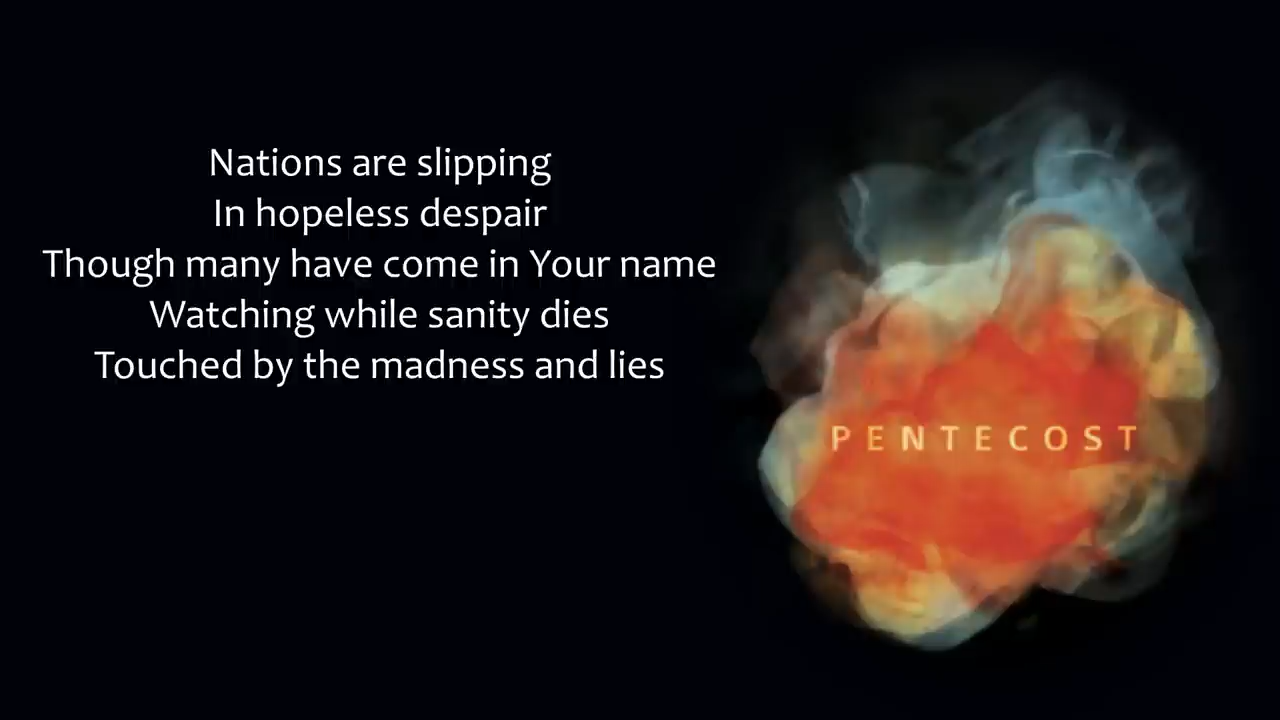 Nations are slipping
In hopeless despair
Though many have come in Your name
Watching while sanity dies
Touched by the madness and lies
PENTECOST